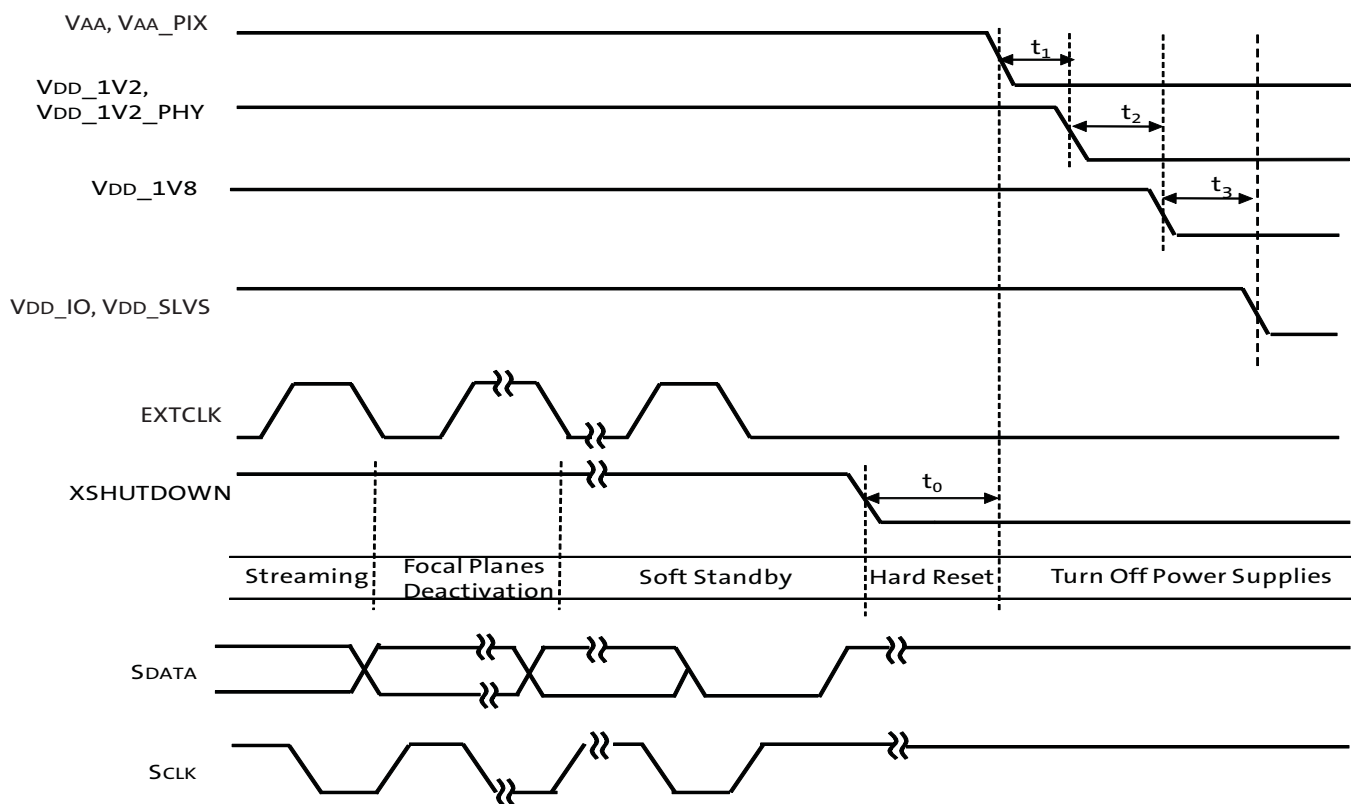 VAA, VAA_PIX
t1
VDD_1V2,
VDD_1V2_PHY
t2
VDD_1V8
t3
VDD_IO, VDD_SLVS
EXTCLK
XSHUTDOWN
t0
Streaming
Focal Planes
Deactivation
Soft Standby
Hard Reset
Turn Off Power Supplies
SDATA
SCLK